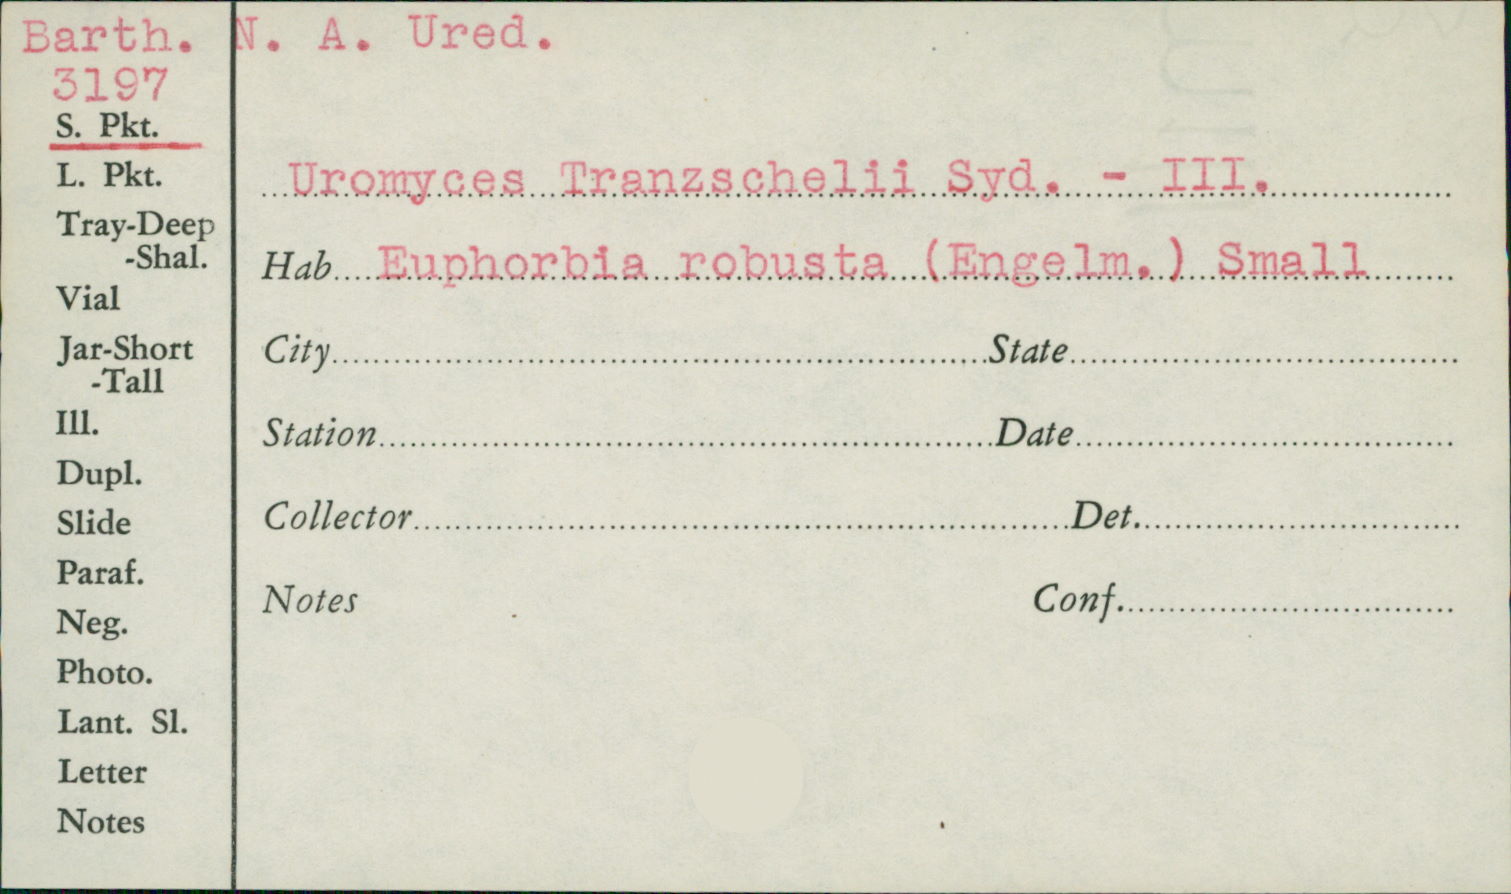 Barth. N. A. Ured.
3197
S. Pkt.
L. Pkt.
Tray-Deep
-Shal.
Vial
Jar-Short
-Tall
Ill.
Dupl.
Slide
Paraf.
Neg.
Photo.
Lant. Sl.
Letter
Notes
Uromyces Tranzschelii Syd. - III.
Hab. Euphorbia robusta (Engelm.) Small
City State
Station Date
Collector Det.
Notes Conf.